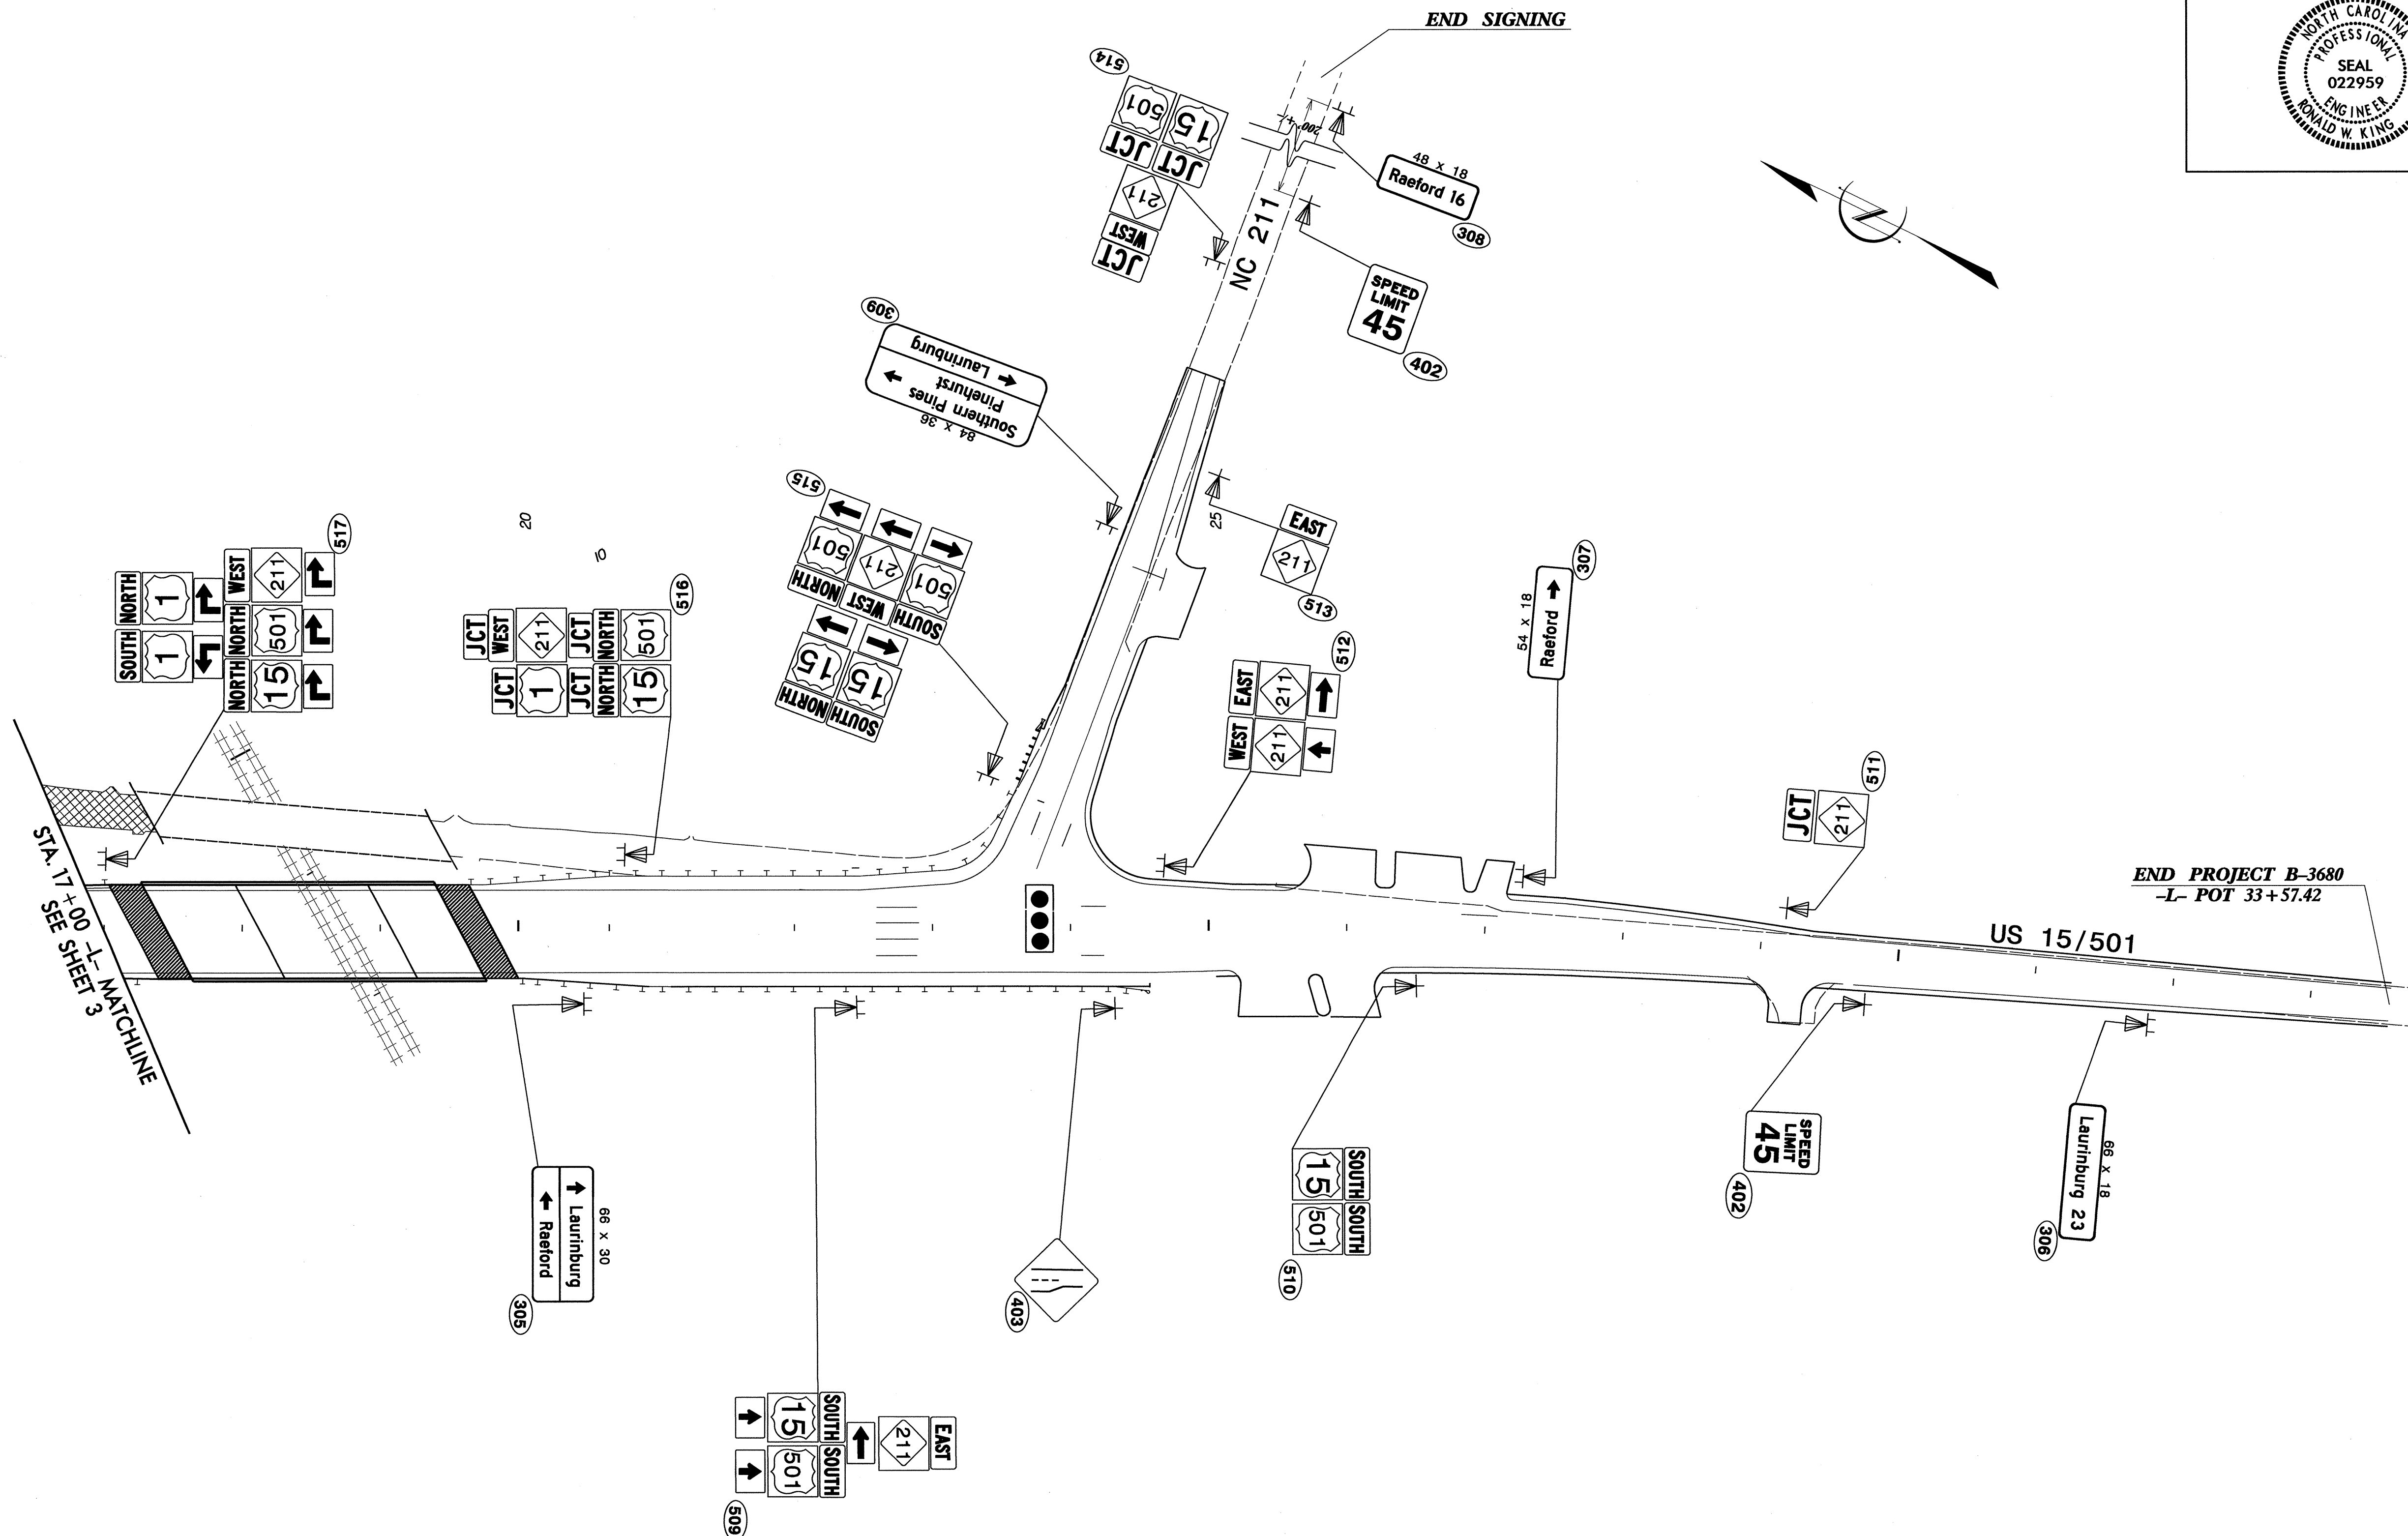 END SIGNING
NORTH CAROLINA
PROFESSIONAL
SEAL
022959
ENGINEER
RONALD W. KING
514
501
15
JCT
JCT
211
WEST
JCT
200' +/-
48 x 18
Raeford 16
308
NC 211
SPEED
LIMIT
45
402
309
84 x 36
Southern Pines
Pinehurst
Laurinburg
515
501
211
501
NORTH
WEST
SOUTH
15
15
NORTH
SOUTH
25
EAST
211
513
307
54 x 18
Raeford
517
NORTH
1
SOUTH
1
WEST
211
NORTH
501
NORTH
15
20
10
516
JCT
WEST
211
JCT
NORTH
501
JCT
1
JCT
NORTH
15
512
EAST
211
WEST
211
511
JCT
211
END PROJECT B-3680
-L- POT 33+57.42
US 15/501
STA. 17+00 -L- MATCHLINE
SEE SHEET 3
66 x 30
Laurinburg
Raeford
305
403
SOUTH
15
SOUTH
501
510
SPEED
LIMIT
45
402
66 x 18
Laurinburg 23
306
EAST
211
SOUTH
15
SOUTH
501
509